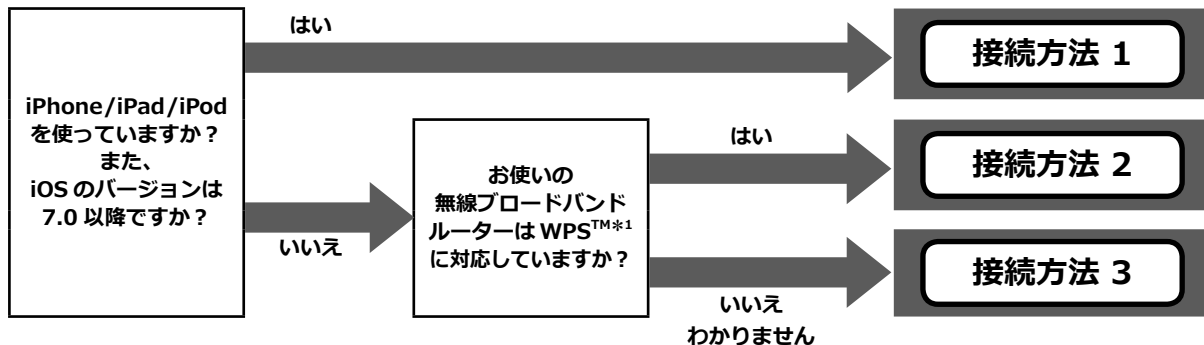 はい
接続方法 1
iPhone/iPad/iPod
を使っていますか?
また、
iOS のバージョンは
7.0 以降ですか?
いいえ
お使いの
無線ブロードバンド
ルーターは WPS™*1
に対応していますか?
はい
接続方法 2
いいえ
わかりません
接続方法 3